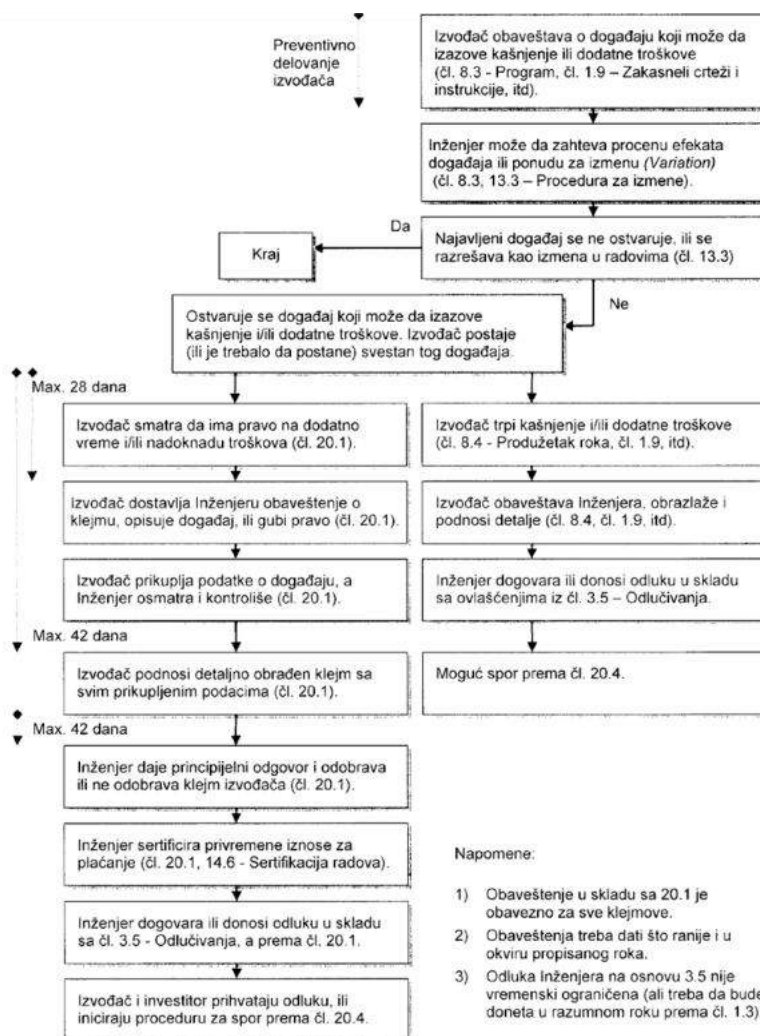 Preventivno
delovanje
izvođača
Izvođač obaveštava o događaju koji može da
izazove kašnjenje ili dodatne troškove
(čl. 8.3 - Program, čl. 1.9 – Zakasneli crteži i
instrukcije, itd).
Inženjer može da zahteva procenu efekata
događaja ili ponudu za izmenu (Variation)
(čl. 8.3, 13.3 – Procedura za izmene).
Da
Kraj
Najavljeni događaj se ne ostvaruje, ili se
razrešava kao izmena u radovima (čl. 13.3)
Ne
Ostvaruje se događaj koji može da izazove
kašnjenje i/ili dodatne troškove. Izvođač postaje
(ili je trebalo da postane) svestan tog događaja.
Max. 28 dana
Izvođač smatra da ima pravo na dodatno
vreme i/ili nadoknadu troškova (čl. 20.1).
Izvođač dostavlja Inženjeru obaveštenje o
klejmu, opisuje događaj, ili gubi pravo (čl. 20.1).
Izvođač prikuplja podatke o događaju, a
Inženjer osmatra i kontroliše (čl. 20.1).
Max. 42 dana
Izvođač podnosi detaljno obrađen klejm sa
svim prikupljenim podacima (čl. 20.1).
Max. 42 dana
Inženjer daje principijelni odgovor i odobrava
ili ne odobrava klejm izvođača (čl. 20.1).
Inženjer sertificira privremene iznose za
plaćanje (čl. 20.1, 14.6 - Sertifikacija radova).
Inženjer dogovara ili donosi odluku u skladu
sa čl. 3.5 - Odlučivanja, a prema čl. 20.1.
Izvođač i investitor prihvataju odluku, ili
iniciraju proceduru za spor prema čl. 20.4.
Izvođač trpi kašnjenje i/ili dodatne troškove
(čl. 8.4 - Produžetak roka, čl. 1.9, itd).
Izvođač obaveštava Inženjera, obrazlaže i
podnosi detalje (čl. 8.4, čl. 1.9, itd).
Inženjer dogovara ili donosi odluku u skladu
sa ovlašćenjima iz čl. 3.5 – Odlučivanja.
Moguć spor prema čl. 20.4.
Napomene:
1) Obaveštenje u skladu sa 20.1 je
obavezno za sve klejmove.
2) Obaveštenja treba dati što ranije i u
okviru propisanog roka.
3) Odluka Inženjera na osnovu 3.5 nije
vremenski ograničena (ali treba da bude
doneta u razumnom roku prema čl. 1.3)